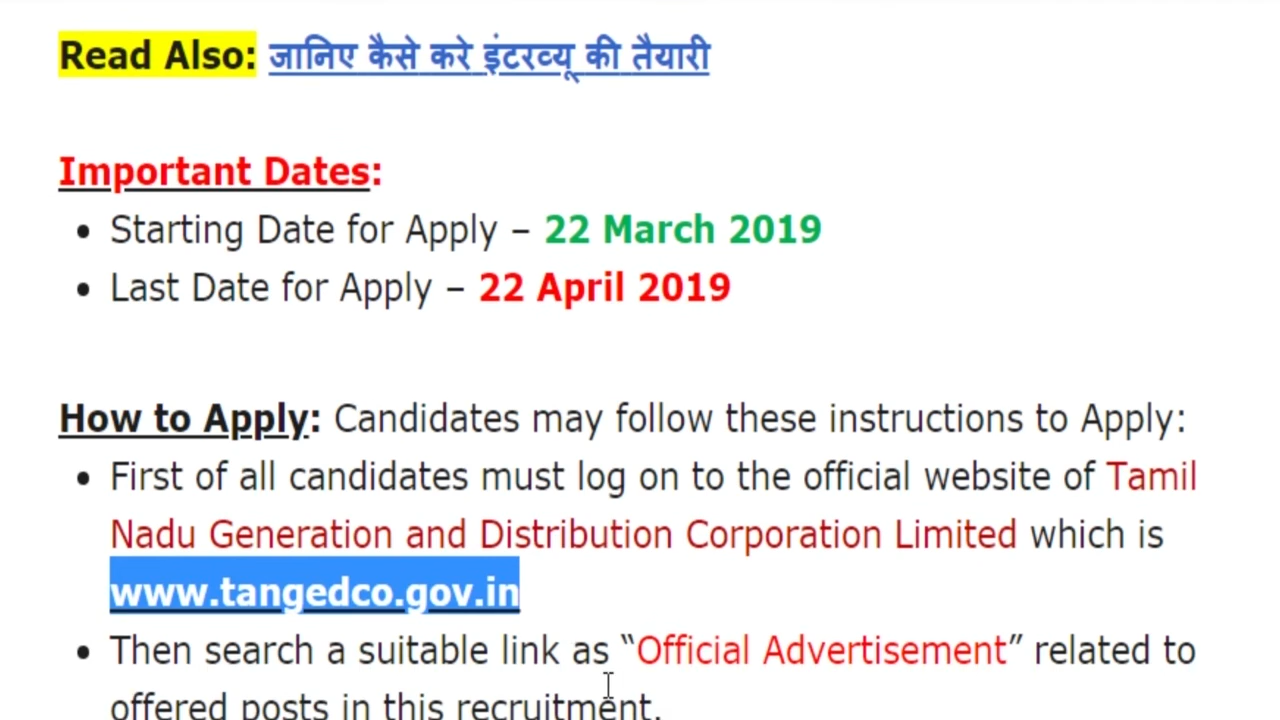 Read Also: जानिए कैसे करे इंटरव्यू की तैयारी
Important Dates:
• Starting Date for Apply – 22 March 2019
• Last Date for Apply – 22 April 2019
How to Apply: Candidates may follow these instructions to Apply:
• First of all candidates must log on to the official website of Tamil
Nadu Generation and Distribution Corporation Limited which is
www.tangedco.gov.in
• Then search a suitable link as “Official Advertisement” related to
offered posts in this recruitment.